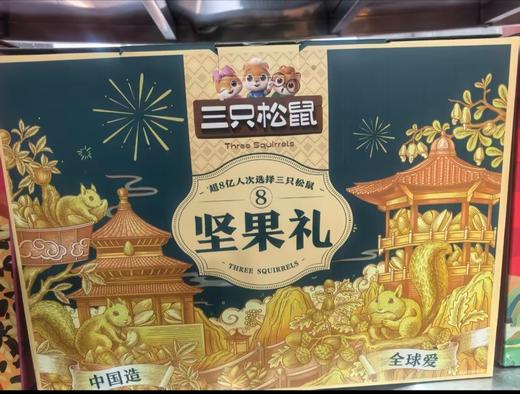 三只松鼠
Three Squirrels
超8亿人次选择三只松鼠
8
坚果礼
THREE SQUIRRELS
中国造
全球爱